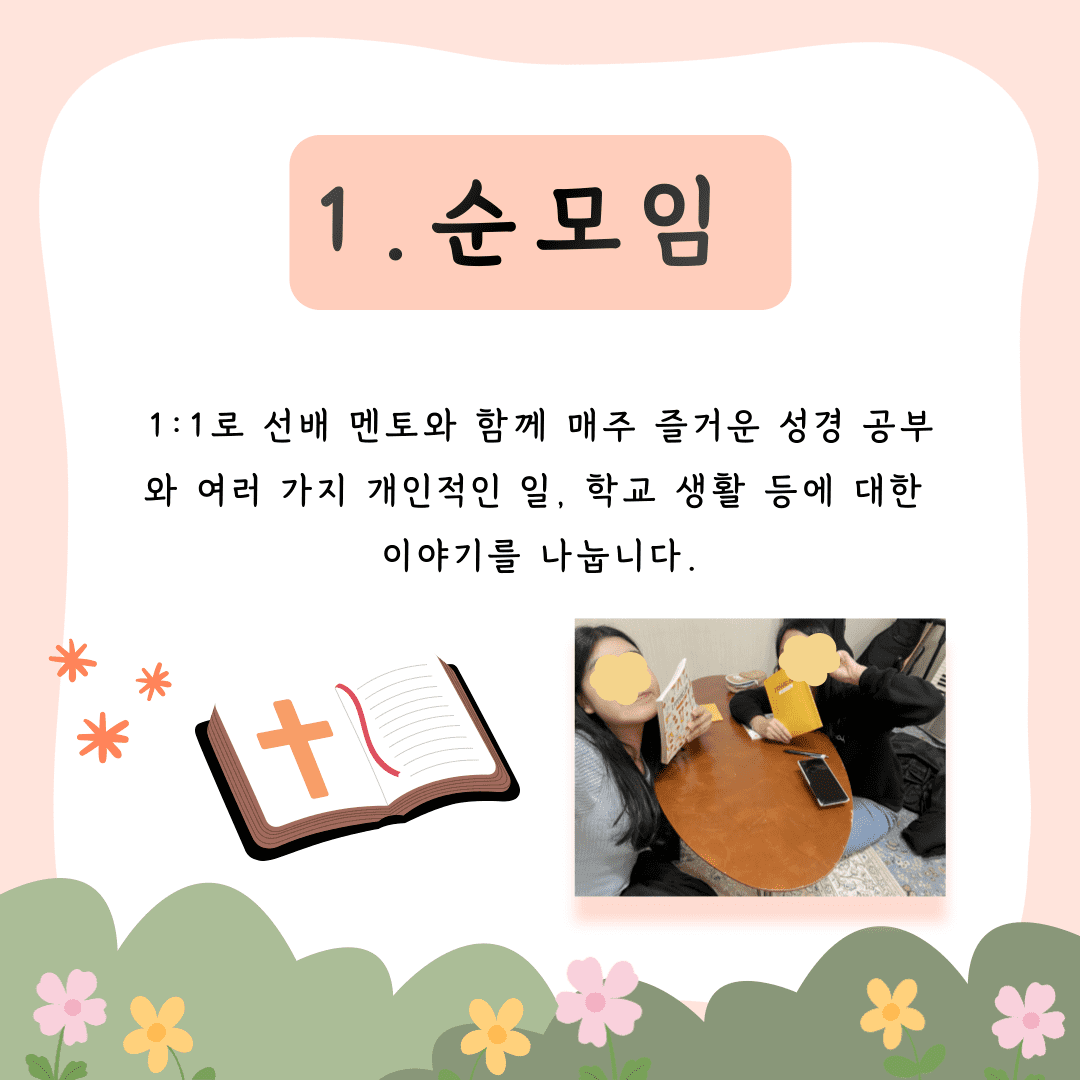 1.순모임
1:1로 선배 멘토와 함께 매주 즐거운 성경 공부
와 여러 가지 개인적인 일, 학교 생활 등에 대한
이야기를 나눕니다.